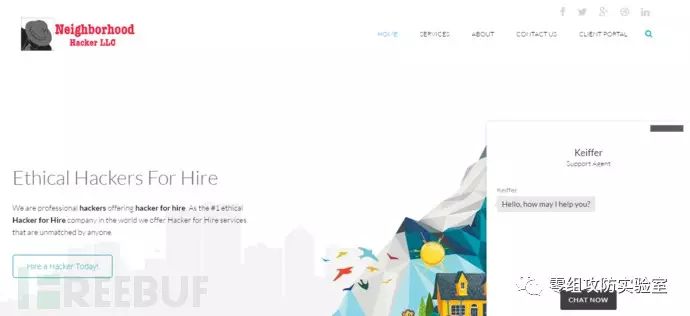 Neighborhood
Hacker LLC
HOME SERVICES ABOUT CONTACT US CLIENT PORTAL
Keiffer
Support Agent
Keiffer
Hello, how may I help you?
Ethical Hackers For Hire
We are professional hackers offering hacker for hire. As the #1 ethical
Hacker for Hire company in the world we offer Hacker for Hire services
that are unmatched by anyone.
Hire a Hacker Today!
CHAT NOW
FREEBUF
零组攻防实验室